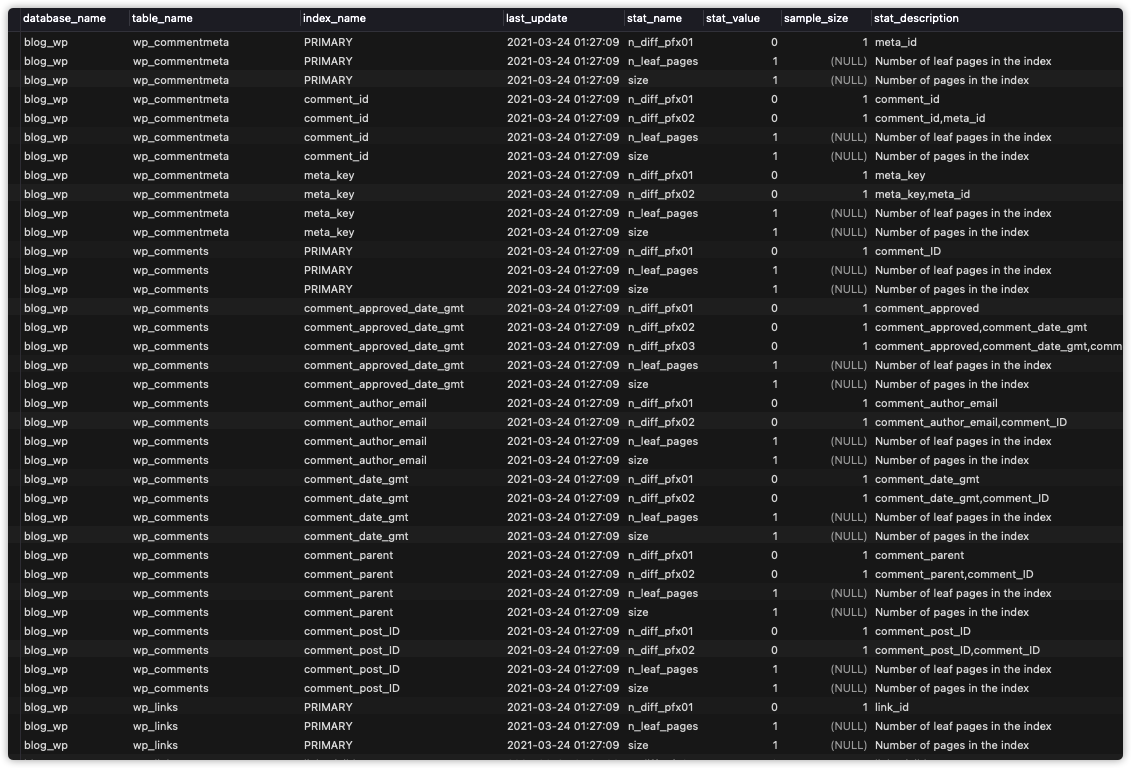 database_name table_name index_name last_update stat_name stat_value sample_size stat_description
blog_wp wp_commentmeta PRIMARY 2021-03-24 01:27:09 n_diff_pfx01 0 1 meta_id
blog_wp wp_commentmeta PRIMARY 2021-03-24 01:27:09 n_leaf_pages 1 (NULL) Number of leaf pages in the index
blog_wp wp_commentmeta PRIMARY 2021-03-24 01:27:09 size 1 (NULL) Number of pages in the index
blog_wp wp_commentmeta comment_id 2021-03-24 01:27:09 n_diff_pfx01 0 1 comment_id
blog_wp wp_commentmeta comment_id 2021-03-24 01:27:09 n_diff_pfx02 0 1 comment_id,meta_id
blog_wp wp_commentmeta comment_id 2021-03-24 01:27:09 n_leaf_pages 1 (NULL) Number of leaf pages in the index
blog_wp wp_commentmeta comment_id 2021-03-24 01:27:09 size 1 (NULL) Number of pages in the index
blog_wp wp_commentmeta meta_key 2021-03-24 01:27:09 n_diff_pfx01 0 1 meta_key
blog_wp wp_commentmeta meta_key 2021-03-24 01:27:09 n_diff_pfx02 0 1 meta_key,meta_id
blog_wp wp_commentmeta meta_key 2021-03-24 01:27:09 n_leaf_pages 1 (NULL) Number of leaf pages in the index
blog_wp wp_commentmeta meta_key 2021-03-24 01:27:09 size 1 (NULL) Number of pages in the index
blog_wp wp_comments PRIMARY 2021-03-24 01:27:09 n_diff_pfx01 0 1 comment_ID
blog_wp wp_comments PRIMARY 2021-03-24 01:27:09 n_leaf_pages 1 (NULL) Number of leaf pages in the index
blog_wp wp_comments PRIMARY 2021-03-24 01:27:09 size 1 (NULL) Number of pages in the index
blog_wp wp_comments comment_approved_date_gmt 2021-03-24 01:27:09 n_diff_pfx01 0 1 comment_approved
blog_wp wp_comments comment_approved_date_gmt 2021-03-24 01:27:09 n_diff_pfx02 0 1 comment_approved,comment_date_gmt
blog_wp wp_comments comment_approved_date_gmt 2021-03-24 01:27:09 n_diff_pfx03 0 1 comment_approved,comment_date_gmt,comm
blog_wp wp_comments comment_approved_date_gmt 2021-03-24 01:27:09 n_leaf_pages 1 (NULL) Number of leaf pages in the index
blog_wp wp_comments comment_approved_date_gmt 2021-03-24 01:27:09 size 1 (NULL) Number of pages in the index
blog_wp wp_comments comment_author_email 2021-03-24 01:27:09 n_diff_pfx01 0 1 comment_author_email
blog_wp wp_comments comment_author_email 2021-03-24 01:27:09 n_diff_pfx02 0 1 comment_author_email,comment_ID
blog_wp wp_comments comment_author_email 2021-03-24 01:27:09 n_leaf_pages 1 (NULL) Number of leaf pages in the index
blog_wp wp_comments comment_author_email 2021-03-24 01:27:09 size 1 (NULL) Number of pages in the index
blog_wp wp_comments comment_date_gmt 2021-03-24 01:27:09 n_diff_pfx01 0 1 comment_date_gmt
blog_wp wp_comments comment_date_gmt 2021-03-24 01:27:09 n_diff_pfx02 0 1 comment_date_gmt,comment_ID
blog_wp wp_comments comment_date_gmt 2021-03-24 01:27:09 n_leaf_pages 1 (NULL) Number of leaf pages in the index
blog_wp wp_comments comment_date_gmt 2021-03-24 01:27:09 size 1 (NULL) Number of pages in the index
blog_wp wp_comments comment_parent 2021-03-24 01:27:09 n_diff_pfx01 0 1 comment_parent
blog_wp wp_comments comment_parent 2021-03-24 01:27:09 n_diff_pfx02 0 1 comment_parent,comment_ID
blog_wp wp_comments comment_parent 2021-03-24 01:27:09 n_leaf_pages 1 (NULL) Number of leaf pages in the index
blog_wp wp_comments comment_parent 2021-03-24 01:27:09 size 1 (NULL) Number of pages in the index
blog_wp wp_comments comment_post_ID 2021-03-24 01:27:09 n_diff_pfx01 0 1 comment_post_ID
blog_wp wp_comments comment_post_ID 2021-03-24 01:27:09 n_diff_pfx02 0 1 comment_post_ID,comment_ID
blog_wp wp_comments comment_post_ID 2021-03-24 01:27:09 n_leaf_pages 1 (NULL) Number of leaf pages in the index
blog_wp wp_comments comment_post_ID 2021-03-24 01:27:09 size 1 (NULL) Number of pages in the index
blog_wp wp_links PRIMARY 2021-03-24 01:27:09 n_diff_pfx01 0 1 link_id
blog_wp wp_links PRIMARY 2021-03-24 01:27:09 n_leaf_pages 1 (NULL) Number of leaf pages in the index
blog_wp wp_links PRIMARY 2021-03-24 01:27:09 size 1 (NULL) Number of pages in the index